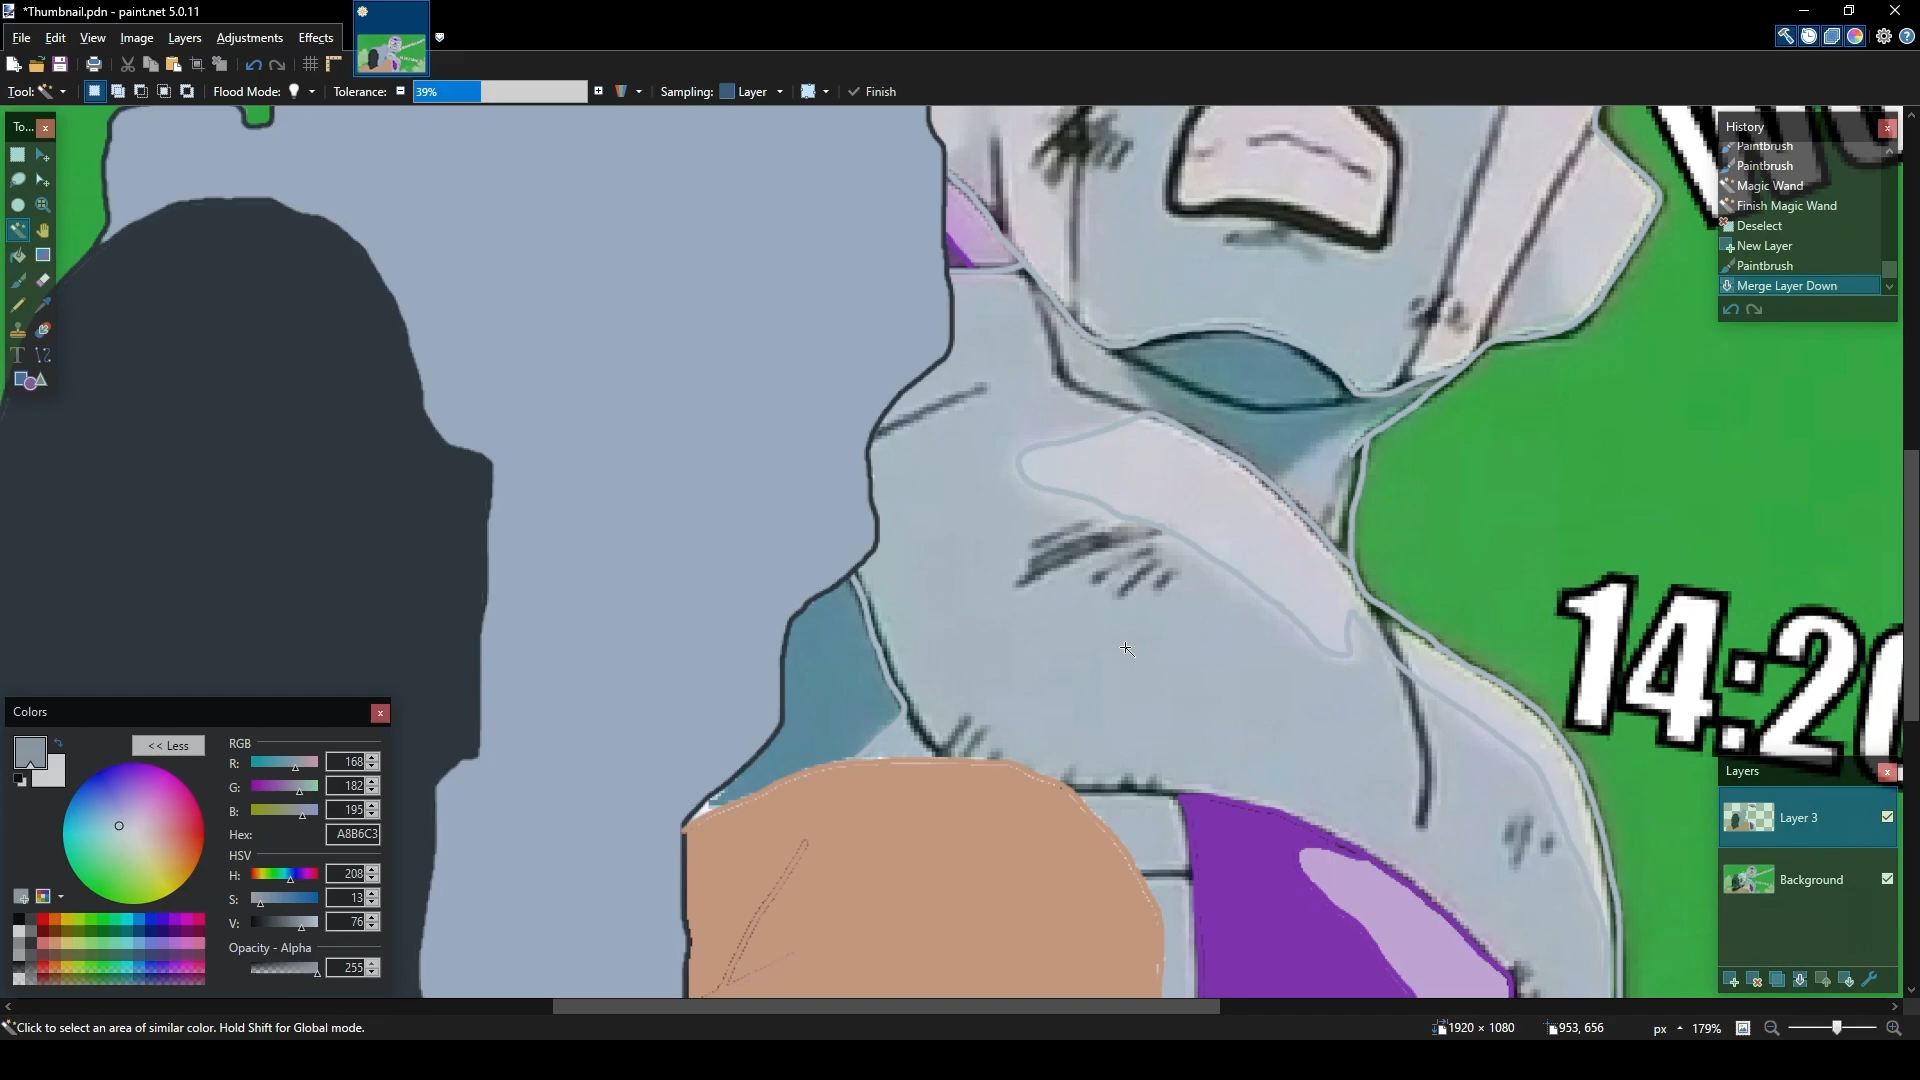 *Thumbnail.pdn - paint.net 5.0.11
File Edit View Image Layers Adjustments Effects
Tool: Flood Mode: Tolerance: 39% Sampling: Layer Finish
To...
History
Paintbrush
Paintbrush
Magic Wand
Finish Magic Wand
Deselect
New Layer
Paintbrush
Merge Layer Down
Colors
<< Less
RGB
R: 168
G: 182
B: 195
Hex: A8B6C3
HSV
H: 208
S: 13
V: 76
Opacity - Alpha
255
14:20
Layers
Layer 3
Background
Click to select an area of similar color. Hold Shift for Global mode.
1920 × 1080
953, 656
px
179%